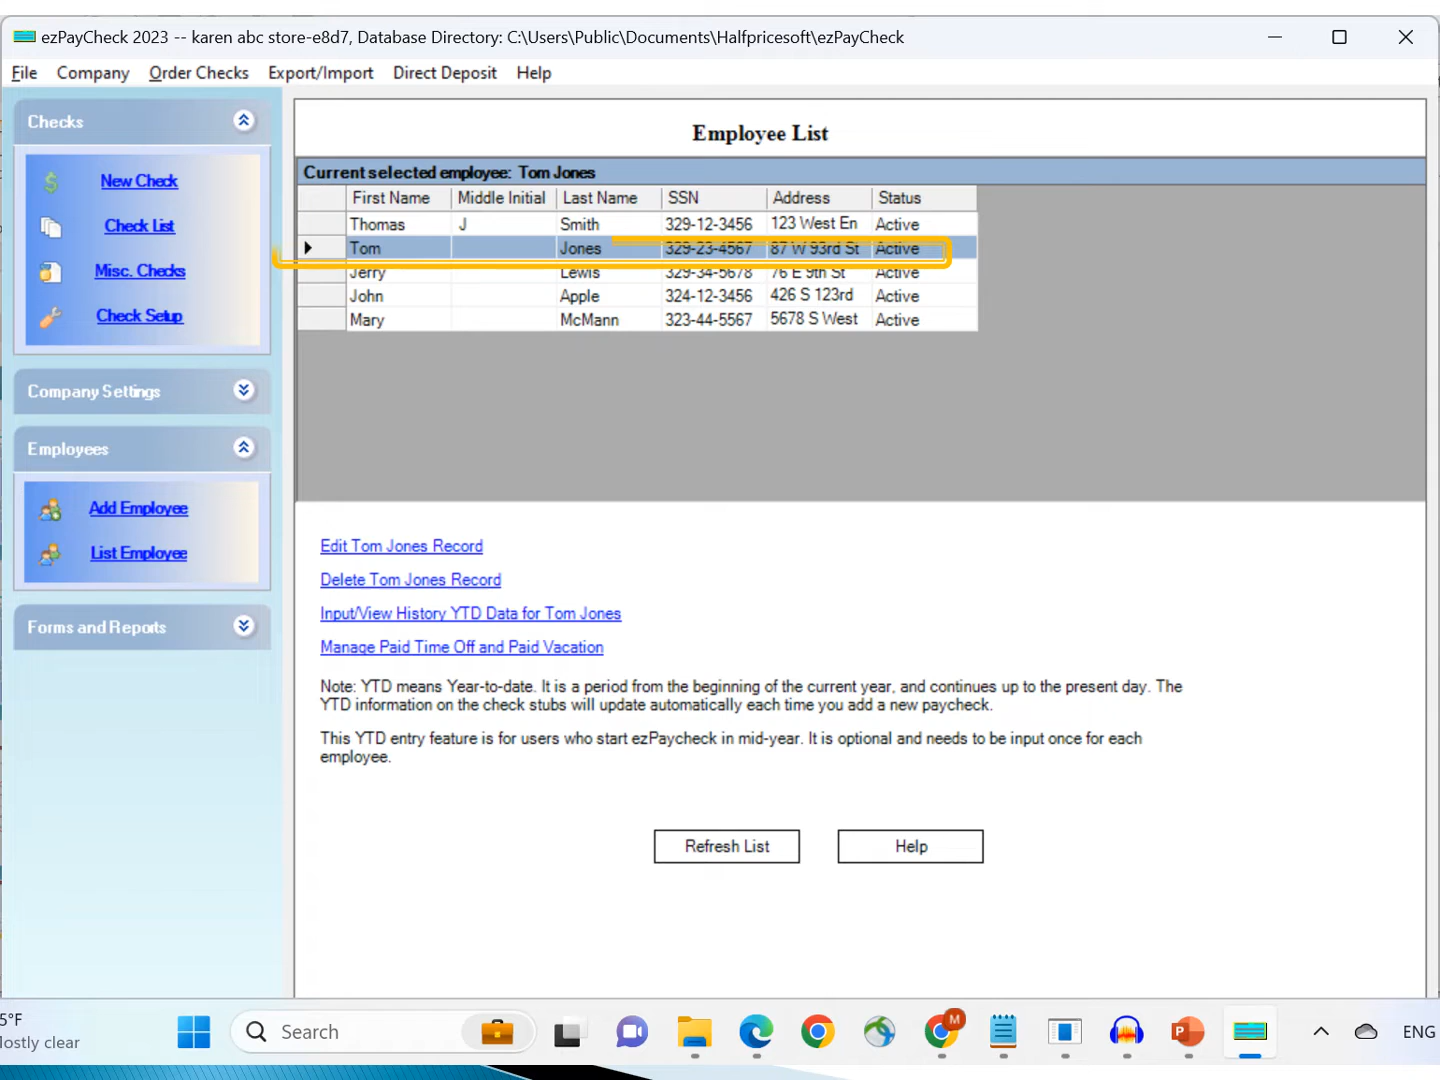 ezPayCheck 2023 -- karen abc store-e8d7, Database Directory: C:\Users\Public\Documents\Halfpricesoft\ezPayCheck
File Company Order Checks Export/Import Direct Deposit Help
Checks
New Check
Check List
Misc. Checks
Check Setup
Company Settings
Employees
Add Employee
List Employee
Forms and Reports
Employee List
Current selected employee: Tom Jones
First Name Middle Initial Last Name SSN Address Status
Thomas J Smith 329-12-3456 123 West En Active
Tom Jones 329-23-4567 87 W 93rd St Active
Jerry Lewis 329-34-5678 76 E 9th St Active
John Apple 324-12-3456 426 S 123rd Active
Mary McMann 323-44-5567 5678 S West Active
Edit Tom Jones Record
Delete Tom Jones Record
Input/View History YTD Data for Tom Jones
Manage Paid Time Off and Paid Vacation
Note: YTD means Year-to-date. It is a period from the beginning of the current year, and continues up to the present day. The
YTD information on the check stubs will update automatically each time you add a new paycheck.
This YTD entry feature is for users who start ezPaycheck in mid-year. It is optional and needs to be input once for each
employee.
Refresh List Help
5°F
lostly clear
Search
M
P
ENG